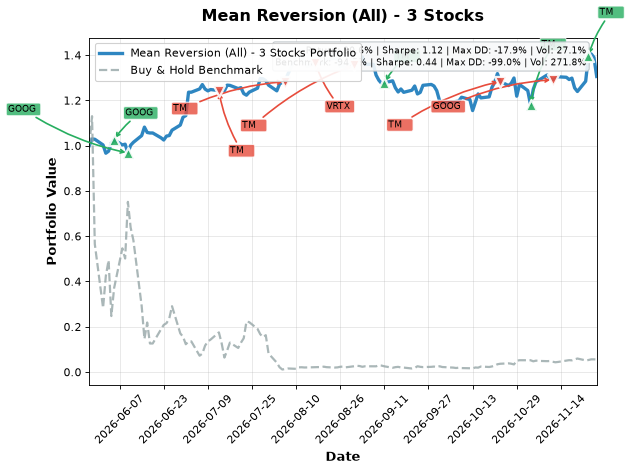 Mean Reversion (All) - 3 Stocks
TM
Mean Reversion (All) - 3 Stocks Portfolio
Buy & Hold Benchmark
| Sharpe: 1.12 | Max DD: -17.9% | Vol: 27.1%
| Sharpe: 0.44 | Max DD: -99.0% | Vol: 271.8%
GOOG
GOOG
TM
TM
TM
VRTX
TM
GOOG
Portfolio Value
1.4
1.2
1.0
0.8
0.6
0.4
0.2
0.0
2026-06-07
2026-06-23
2026-07-09
2026-07-25
2026-08-10
2026-08-26
2026-09-11
2026-09-27
2026-10-13
2026-10-29
2026-11-14
Date